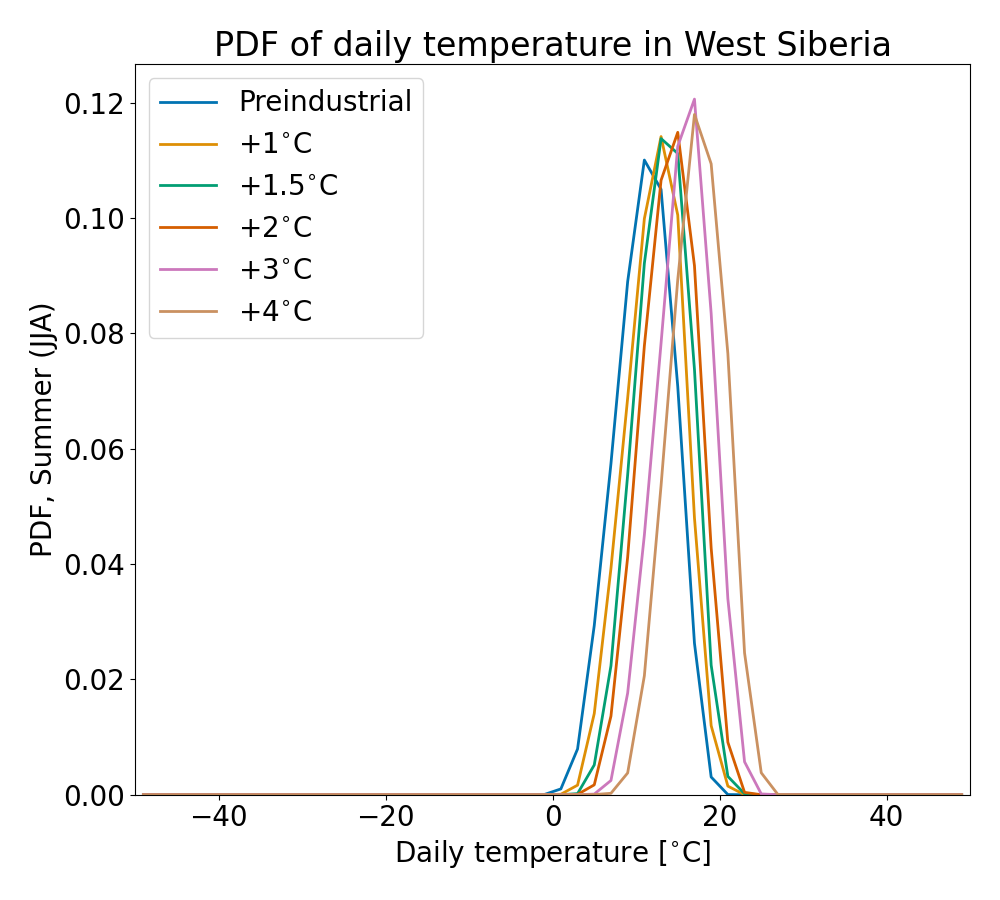 PDF of daily temperature in West Siberia
Preindustrial
+1°C
+1.5°C
+2°C
+3°C
+4°C
0.12
0.10
0.08
0.06
0.04
0.02
0.00
PDF, Summer (JJA)
−40
−20
0
20
40
Daily temperature [°C]